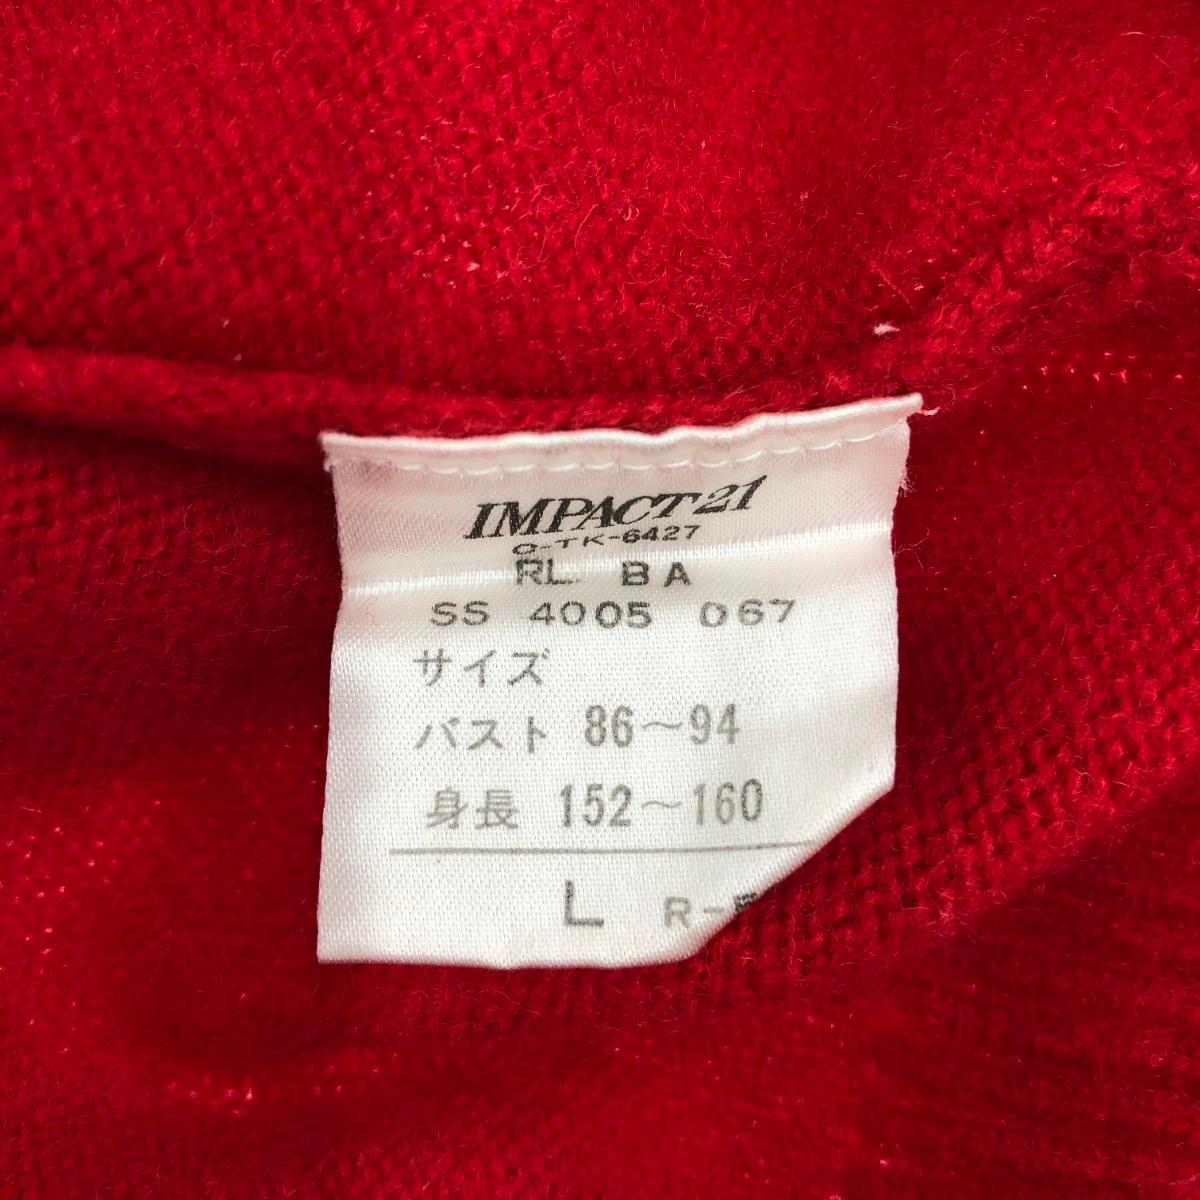 IMPACT21
O-TK-6427
RL BA
SS 4005 067
サイズ
バスト 86～94
身長 152～160
L R-